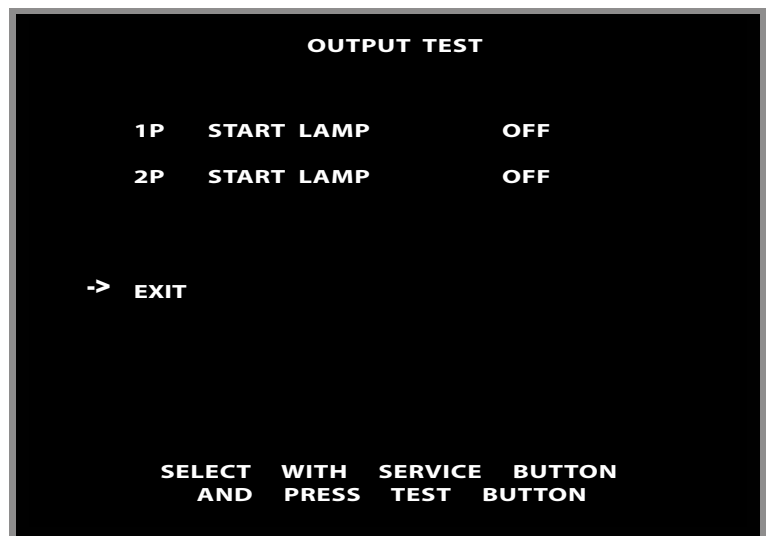 OUTPUT TEST
1P START LAMP OFF
2P START LAMP OFF
-> EXIT
SELECT WITH SERVICE BUTTON
AND PRESS TEST BUTTON